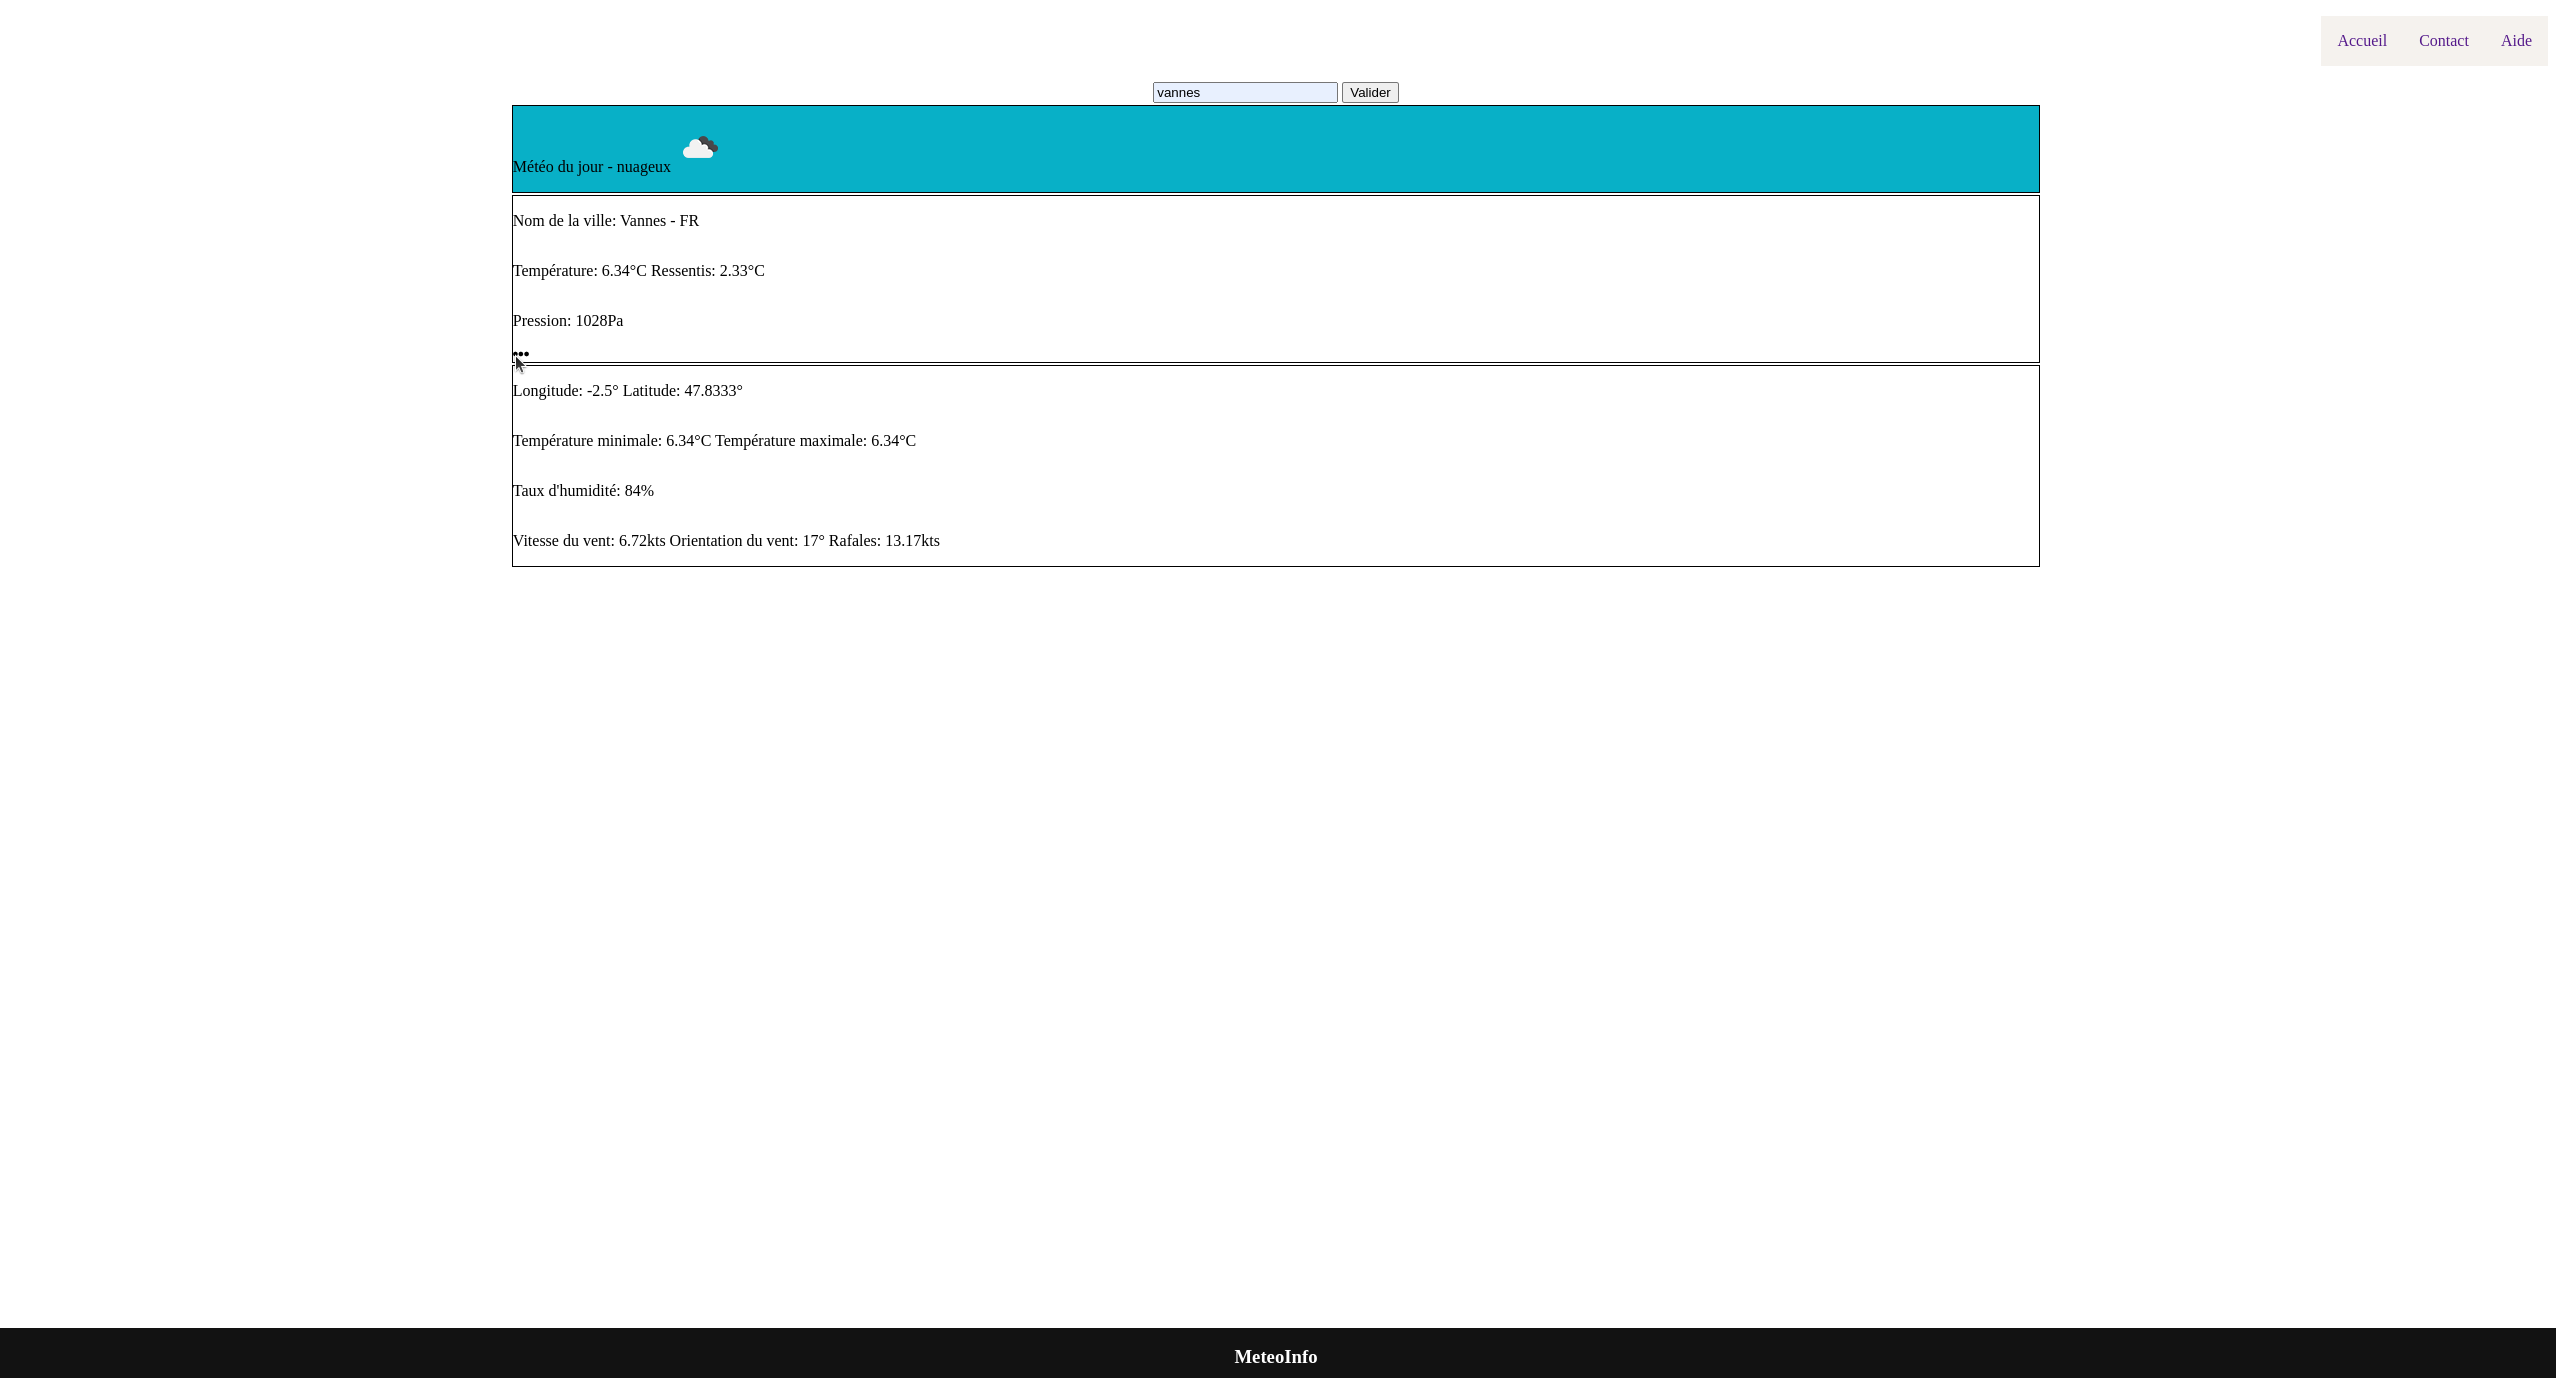 Accueil Contact Aide
vannes Valider
Météo du jour - nuageux
Nom de la ville: Vannes - FR
Température: 6.34°C Ressentis: 2.33°C
Pression: 1028Pa
Longitude: -2.5° Latitude: 47.8333°
Température minimale: 6.34°C Température maximale: 6.34°C
Taux d'humidité: 84%
Vitesse du vent: 6.72kts Orientation du vent: 17° Rafales: 13.17kts
MeteoInfo